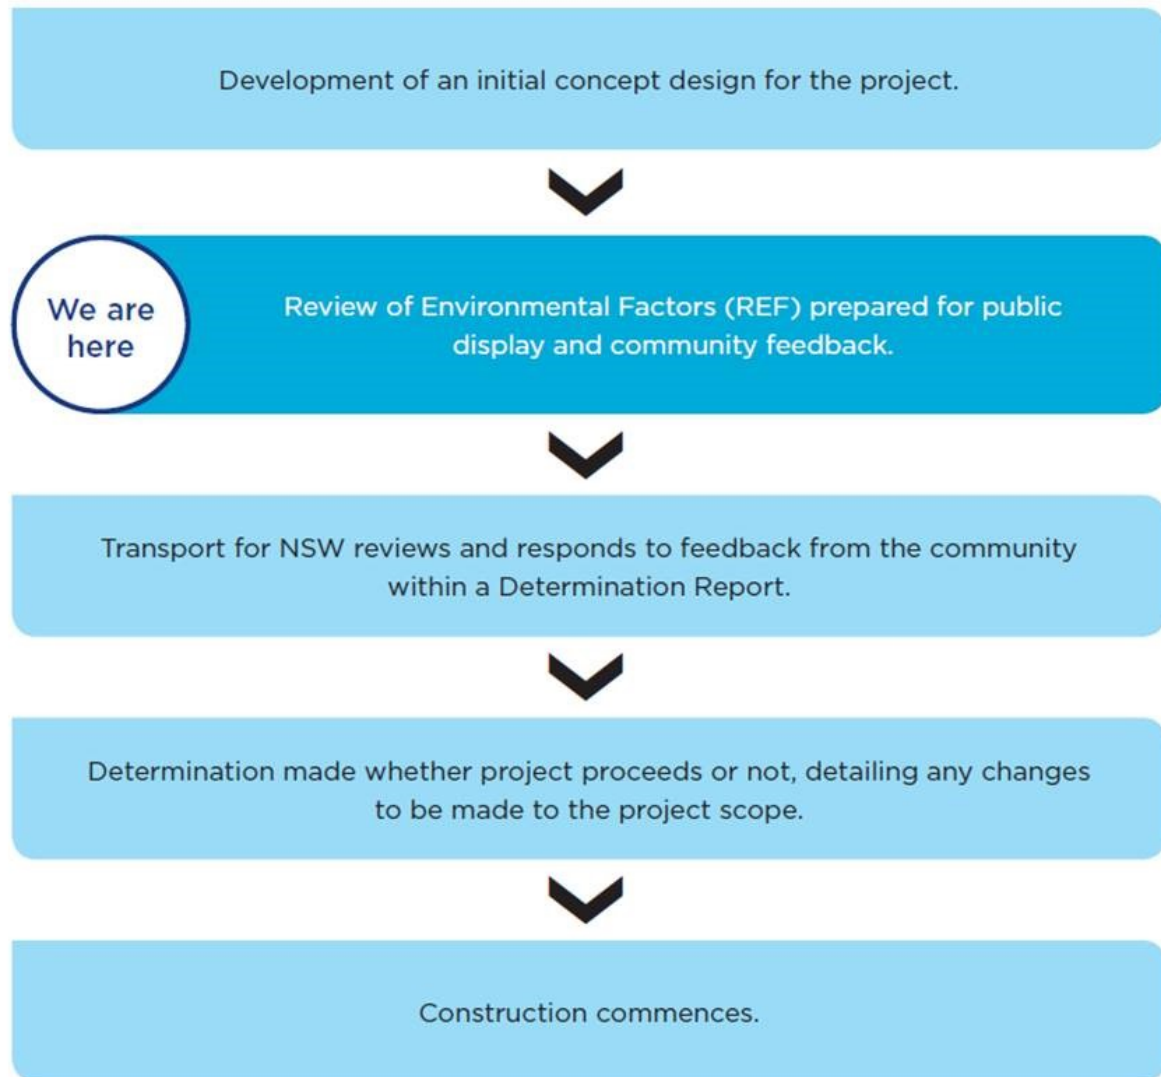 Development of an initial concept design for the project.
We are
here
Review of Environmental Factors (REF) prepared for public
display and community feedback.
Transport for NSW reviews and responds to feedback from the community
within a Determination Report.
Determination made whether project proceeds or not, detailing any changes
to be made to the project scope.
Construction commences.